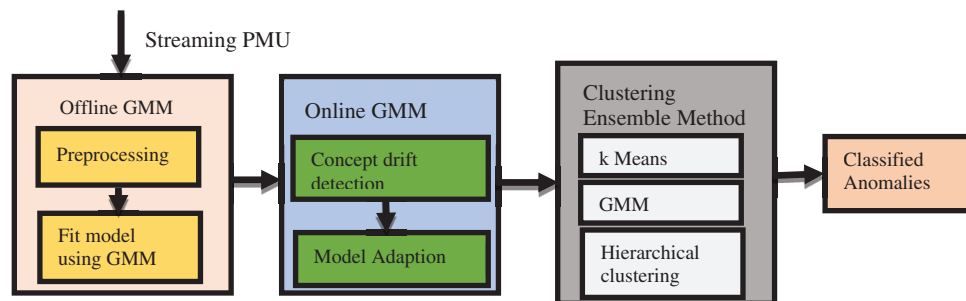 Streaming PMU
Offline GMM
Preprocessing
Fit model
using GMM
Online GMM
Concept drift
detection
Model Adaption
Clustering
Ensemble Method
k Means
GMM
Hierarchical
clustering
Classified
Anomalies